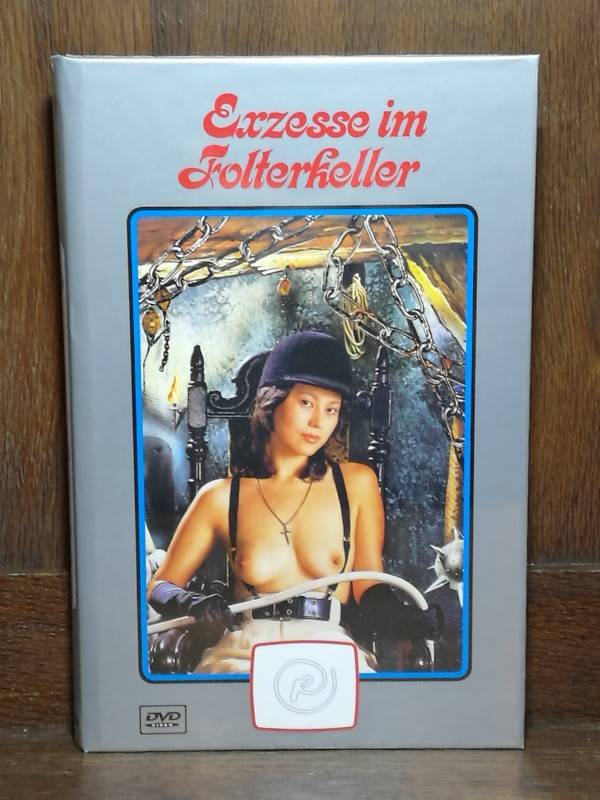 Exzesse im
Folterkeller
DVD
VIDEO